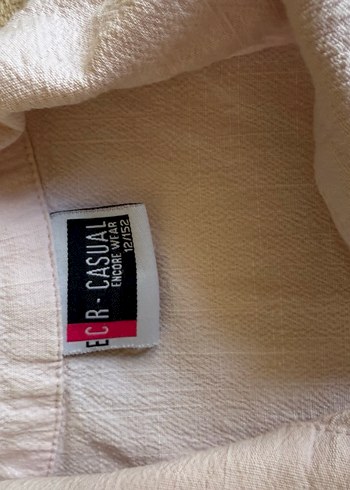 ECR - CASUAL
ENCORE WEAR
12/152